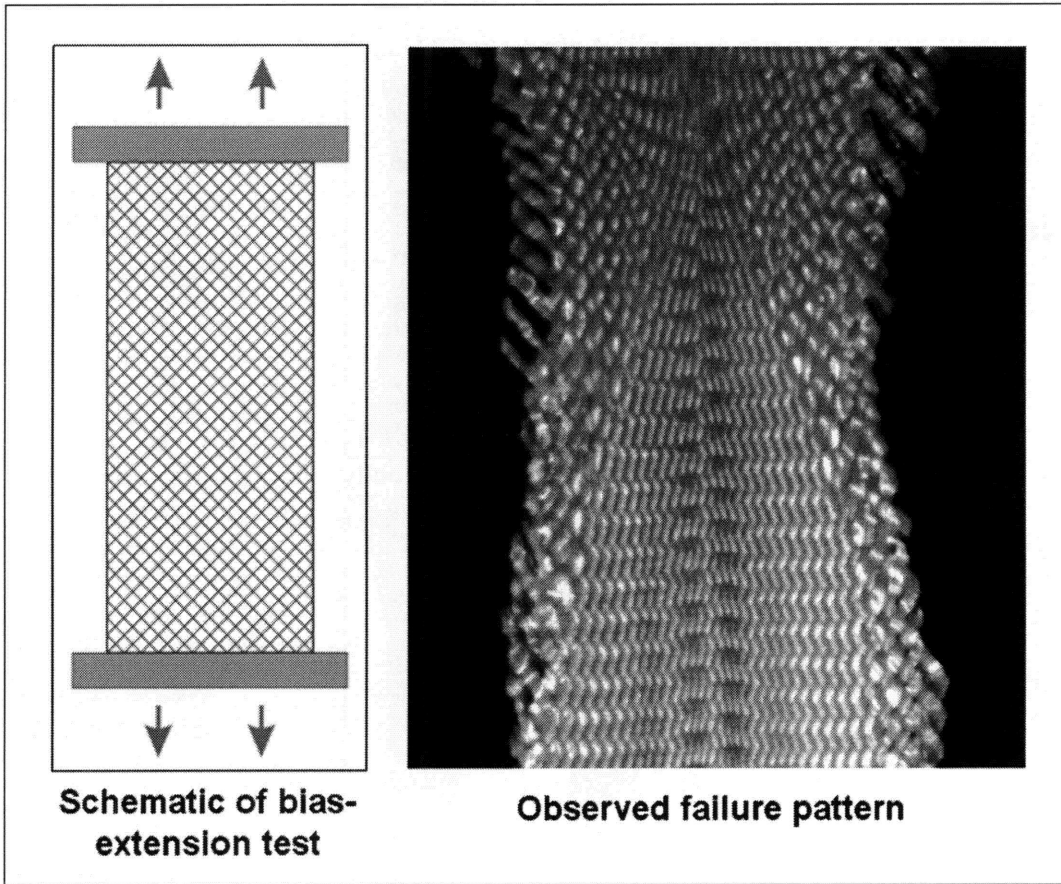 Schematic of bias-
extension test
Observed failure pattern